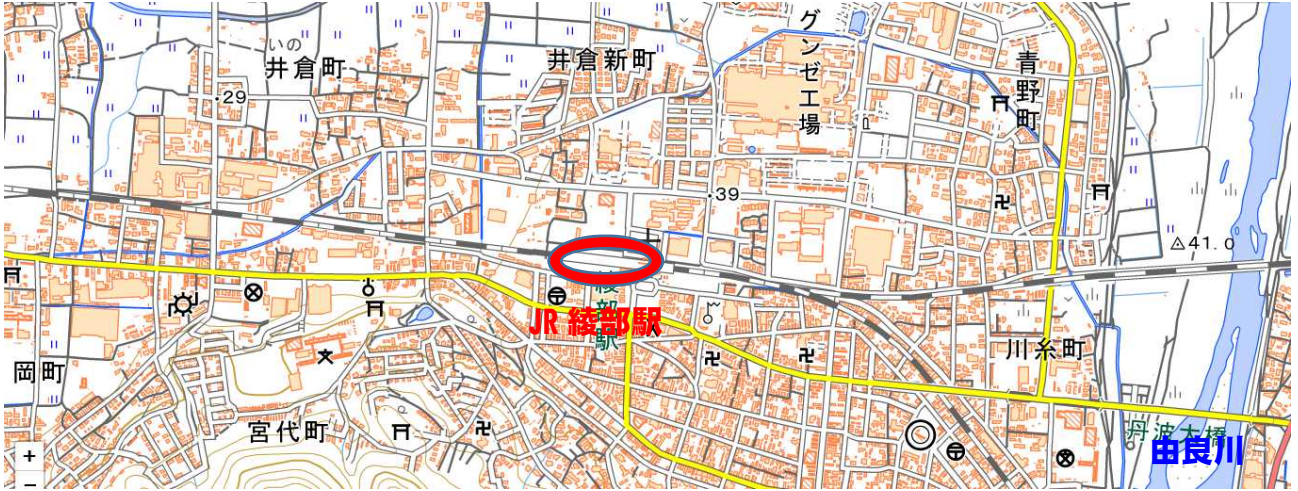 いの
井倉町
井倉新町
グンゼ工場
青野町
・29
・39
△41.0
綾部駅
JR 綾部駅
岡町
宮代町
川糸町
丹波大橋
由良川
+
−